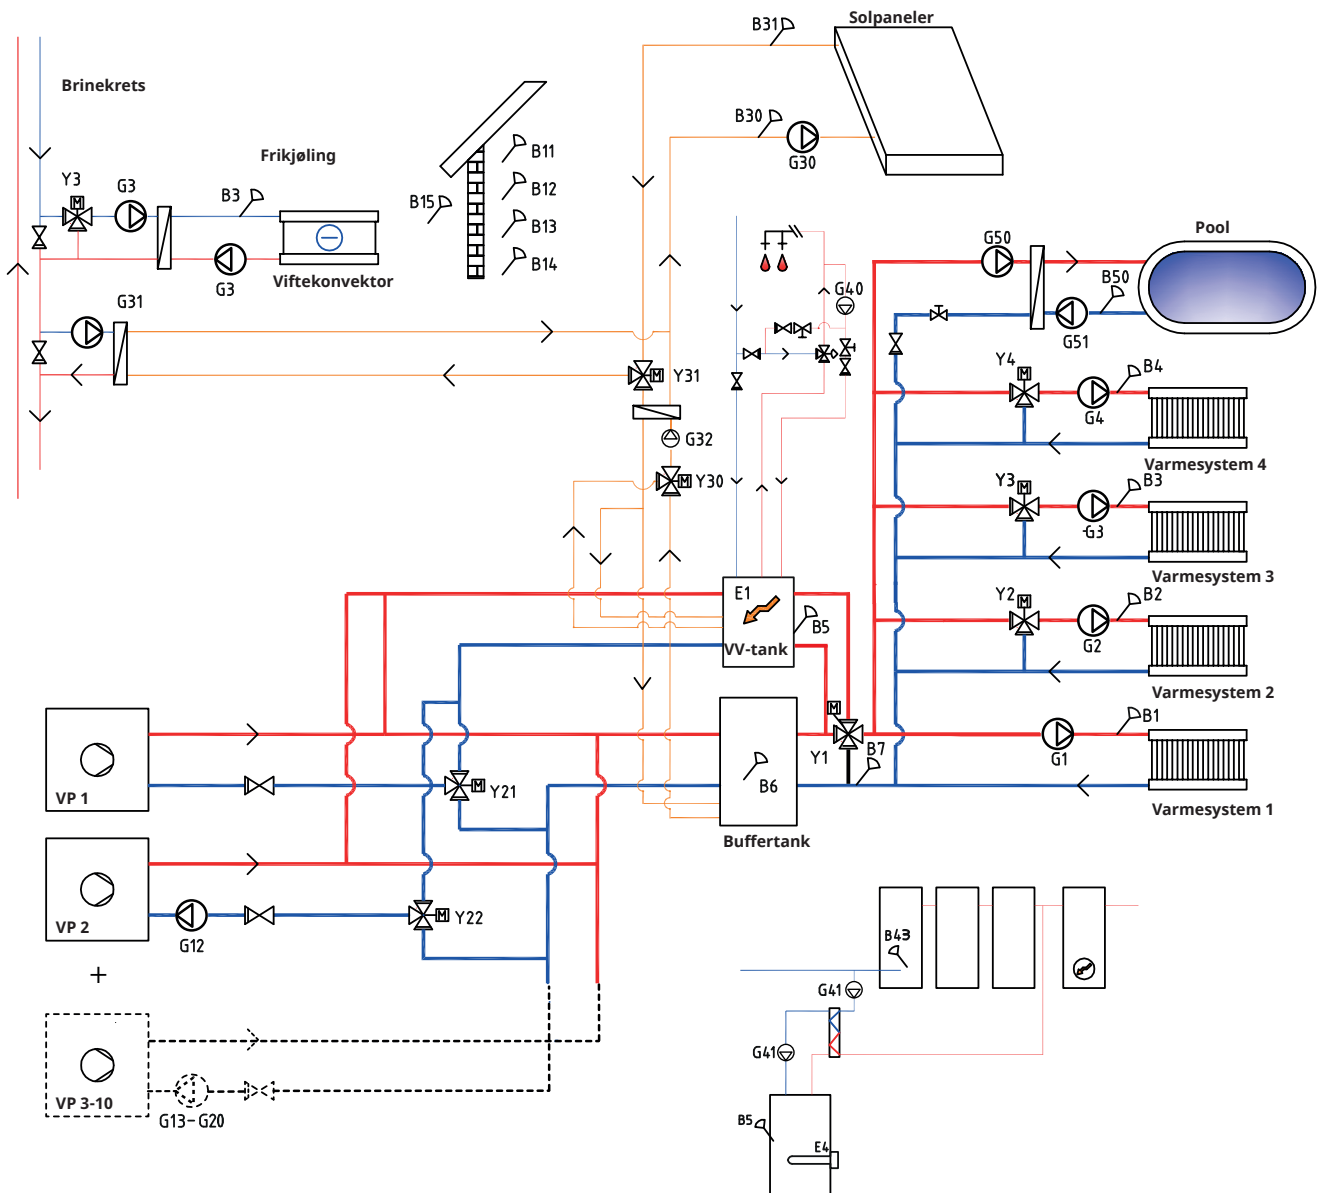 Solpaneler
B31
Brinekrets
B30
G30
Frikjøling
B11
B12
B15
B13
B14
Y3
G3
B3
G3
Viftekonvektor
Pool
G50
B50
G51
G40
G31
Y31
Y4
B4
G4
Varmesystem 4
G32
M
Y30
Y3
B3
G3
Varmesystem 3
E1
B5
VV-tank
Y2
B2
G2
Varmesystem 2
M
Y1
B7
B1
G1
Varmesystem 1
VP 1
M
Y21
B6
Buffertank
VP 2
G12
M
Y22
+
VP 3-10
G13-G20
B43
G41
G41
B5
E4